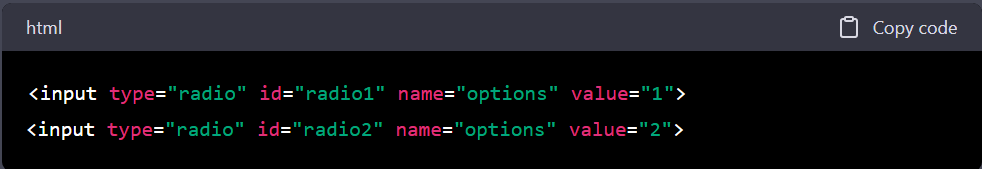 html
Copy code
<input type="radio" id="radio1" name="options" value="1">
<input type="radio" id="radio2" name="options" value="2">